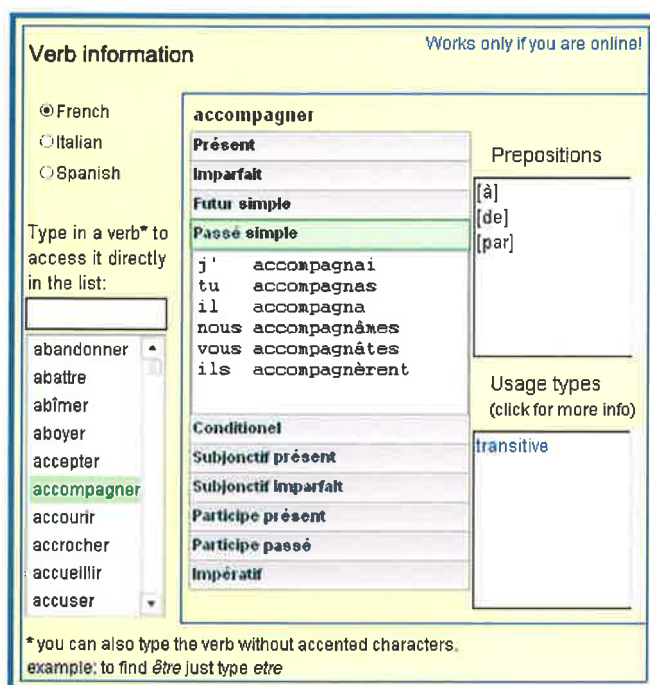 Verb information
Works only if you are online!
French
Italian
Spanish
Type in a verb* to
access it directly
in the list:
abandonner
abattre
abîmer
aboyer
accepter
accompagner
accourir
accrocher
accueillir
accuser
accompagner
Présent
Imparfait
Futur simple
Passé simple
j' accompagnai
tu accompagnas
il accompagna
nous accompagnâmes
vous accompagnâtes
ils accompagnèrent
Conditionel
Subjonctif présent
Subjonctif imparfait
Participe présent
Participe passé
Impératif
Prepositions
[à]
[de]
[par]
Usage types
(click for more info)
transitive
* you can also type the verb without accented characters.
example: to find être just type etre